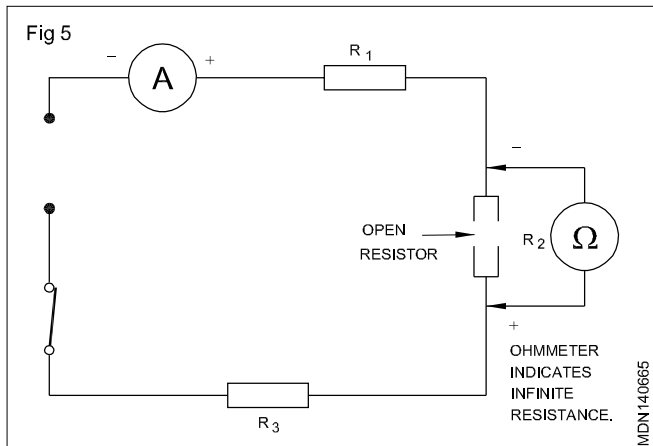 Fig 5
– A +
R1
–
OPEN
RESISTOR
R2
Ω
+
OHMMETER
INDICATES
INFINITE
RESISTANCE.
R3
MDN140665